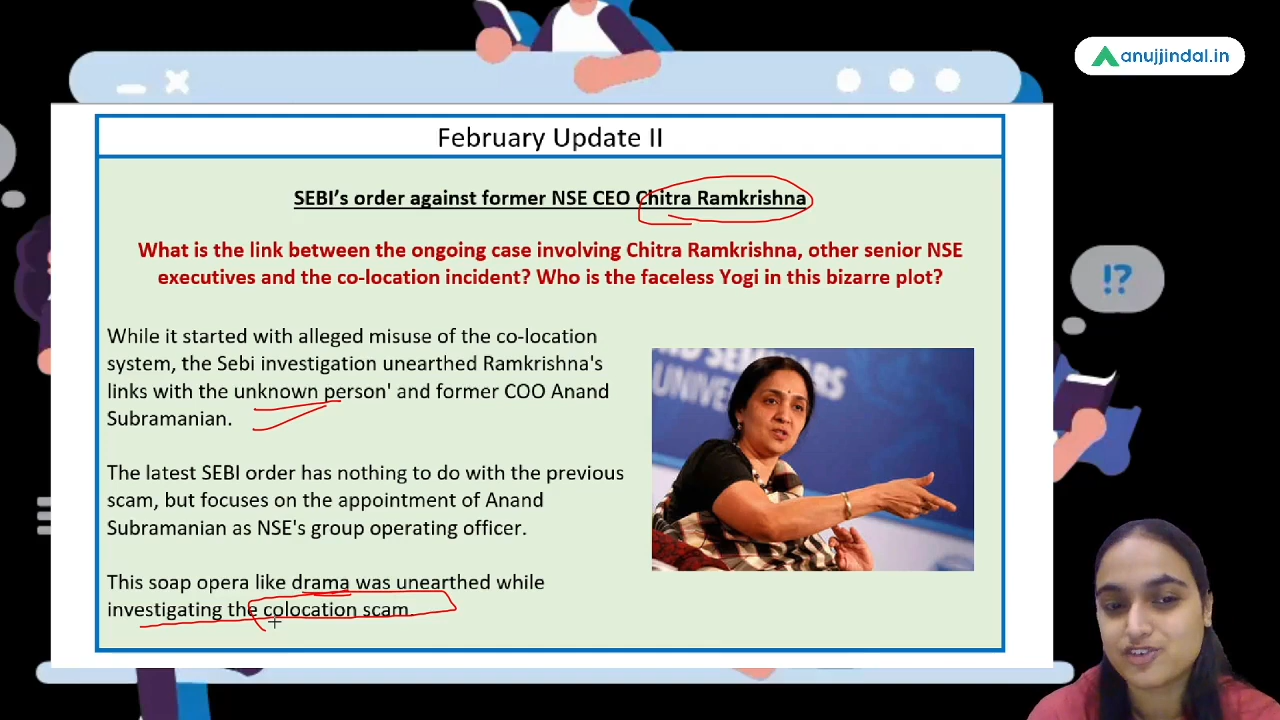 anujjindal.in
February Update II
SEBI's order against former NSE CEO Chitra Ramkrishna
What is the link between the ongoing case involving Chitra Ramkrishna, other senior NSE
executives and the co-location incident? Who is the faceless Yogi in this bizarre plot?
!?
While it started with alleged misuse of the co-location
system, the Sebi investigation unearthed Ramkrishna's
links with the unknown person' and former COO Anand
Subramanian.
The latest SEBI order has nothing to do with the previous
scam, but focuses on the appointment of Anand
Subramanian as NSE's group operating officer.
This soap opera like drama was unearthed while
investigating the colocation scam.